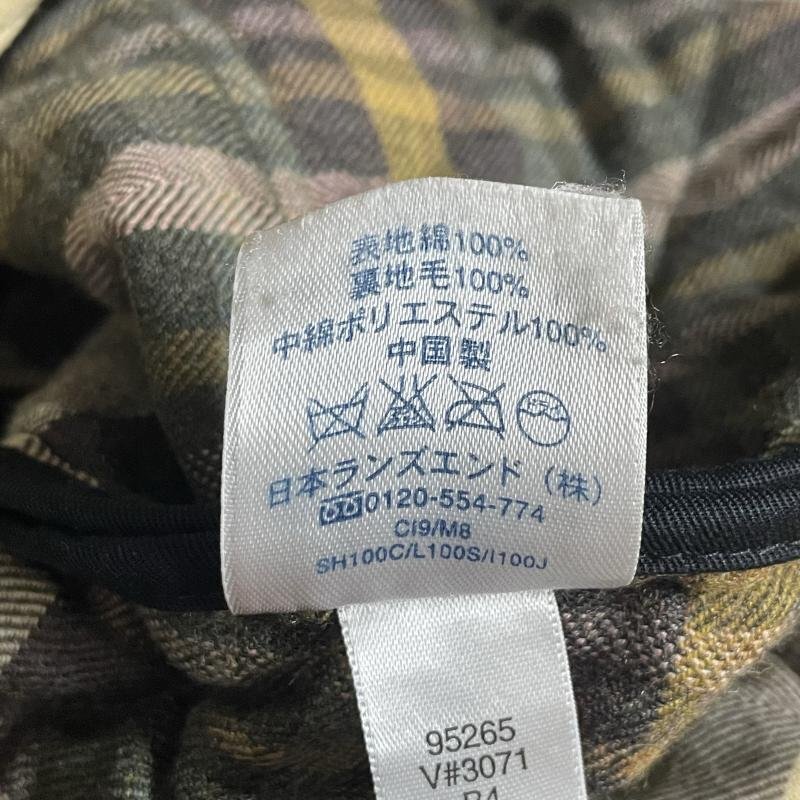 表地綿100%
裏地毛100%
中綿ポリエステル100%
中国製
日本ランズエンド（株）
0120-554-774
CI9/M8
SH100C/L100S/I100J
95265
V#3071